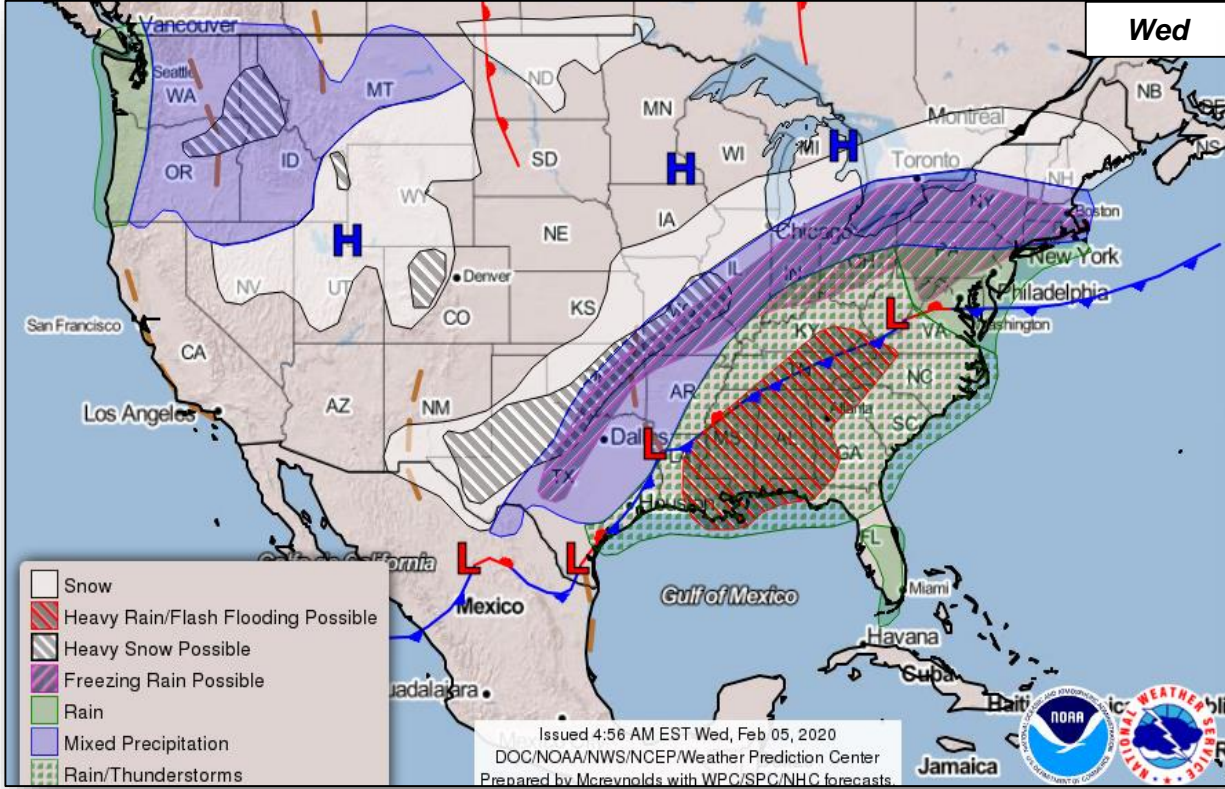 Wed
Vancouver
Seattle
WA
MT
ND
MN
Montréal
NB
NS
OR
ID
SD
WI
MI
H
H
Toronto
NH
WY
Boston
IA
Chicago
NY
NE
H
NV
UT
Denver
IL
IN
OH
PA
New York
Philadelphia
CO
KS
MO
KY
L
VA
San Francisco
CA
TN
NC
AZ
NM
AR
Atlanta
SC
Los Angeles
Dallas
L
LA
MS
AL
GA
TX
Houston
FL
L
L
Mexico
Gulf of Mexico
Miami
Havana
Cuba
Jamaica
Snow
Heavy Rain/Flash Flooding Possible
Heavy Snow Possible
Freezing Rain Possible
Rain
Mixed Precipitation
Rain/Thunderstorms
Issued 4:56 AM EST Wed, Feb 05, 2020
DOC/NOAA/NWS/NCEP/Weather Prediction Center
Prepared by Mcreynolds with WPC/SPC/NHC forecasts.
NOAA
NATIONAL WEATHER SERVICE